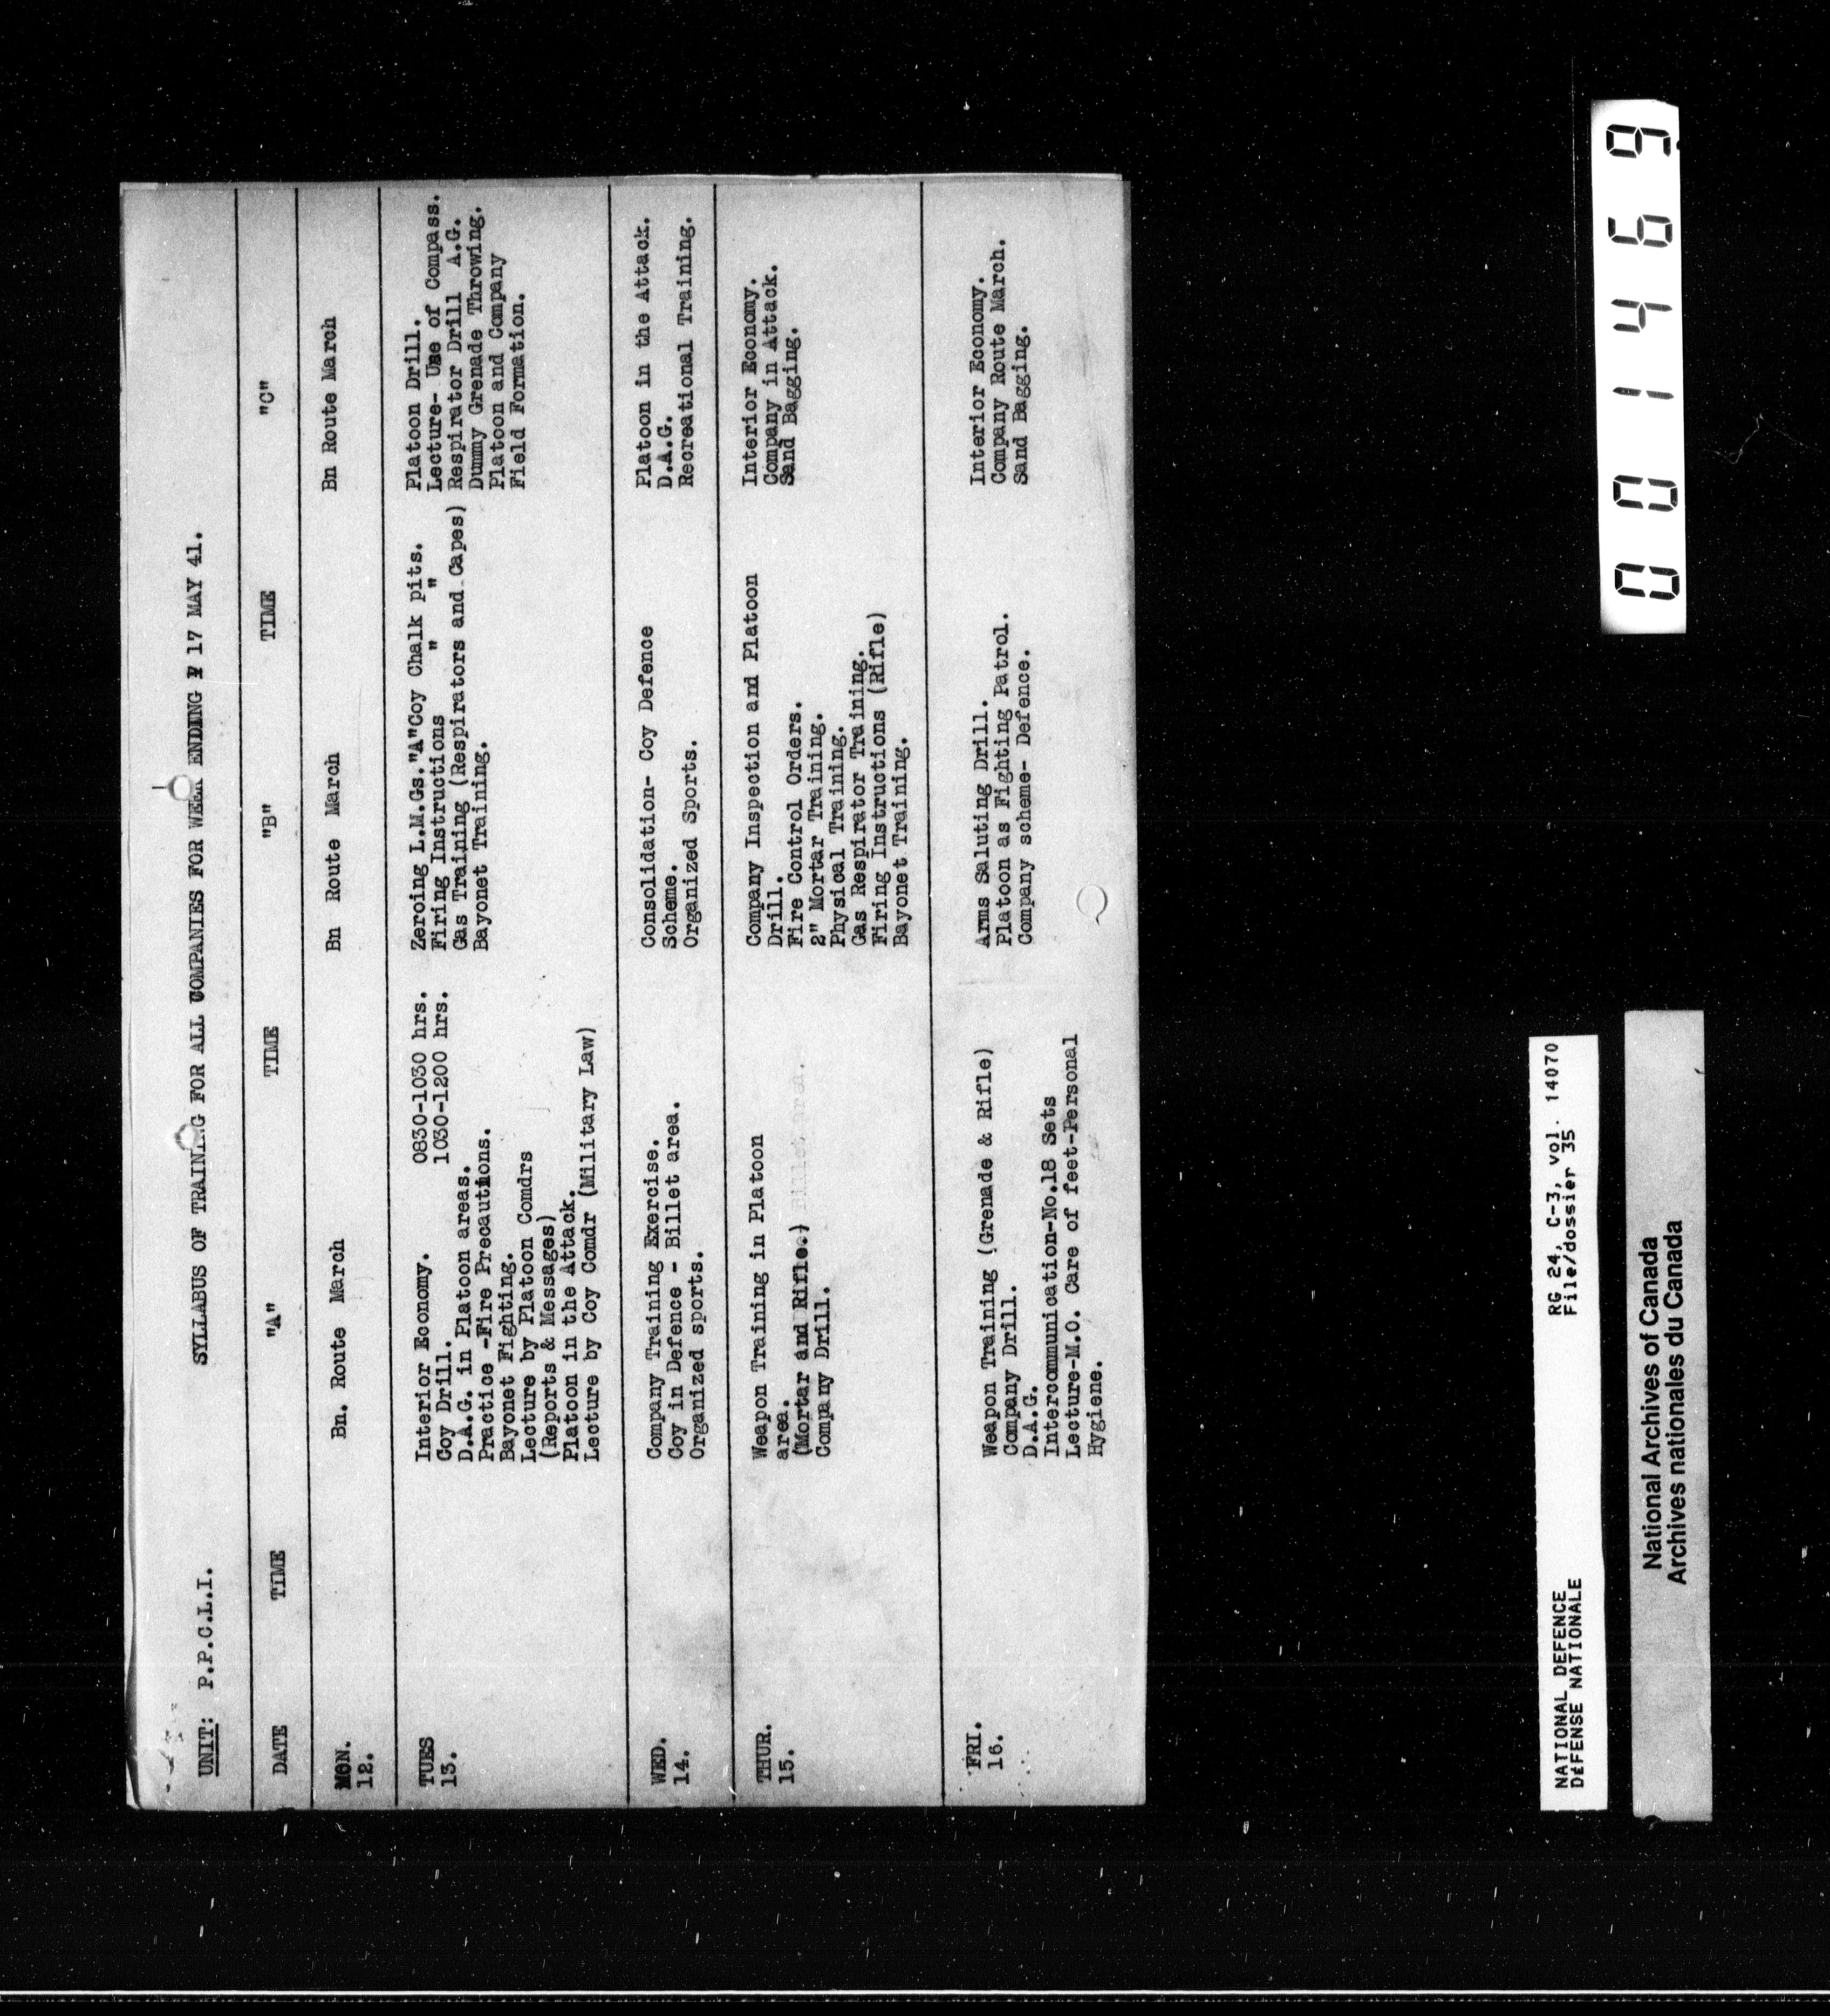 SYLLABUS OF TRAINING FOR ALL COMPANIES FOR WEEK ENDING 17 MAY 41.
UNIT: P.P.C.L.I.
DATE TIME "A" TIME "B" TIME "C"
MON. 12.
Bn. Route March
Bn Route March
Bn Route March
TUES 13.
Interior Economy.
Coy Drill.
D.A.G. in Platoon areas.
Practice -Fire Precautions.
Bayonet Fighting.
Lecture by Platoon Comdrs
(Reports & Messages)
Platoon in the Attack.
Lecture by Coy Comdr (Military Law)
0830-1030 hrs. Zeroing L.M.Gs."A"Coy Chalk pits.
1030-1200 hrs. Firing Instructions " "
Gas Training (Respirators and Capes)
Bayonet Training.
Platoon Drill.
Lecture- Use of Compass.
Respirator Drill A.G.
Dummy Grenade Throwing.
Platoon and Company
Field Formation.
WED. 14.
Company Training Exercise.
Coy in Defence - Billet area.
Organized sports.
Consolidation- Coy Defence
Scheme.
Organized Sports.
Platoon in the Attack.
D.A.G.
Recreational Training.
THUR. 15.
Weapon Training in Platoon
area.
(Mortar and Rifle.)
Company Drill.
Company Inspection and Platoon
Drill.
Fire Control Orders.
2" Mortar Training.
Physical Training.
Gas Respirator Training.
Firing Instructions (Rifle)
Bayonet Training.
Interior Economy.
Company in Attack.
Sand Bagging.
FRI. 16.
Weapon Training (Grenade & Rifle)
Company Drill.
D.A.G.
Intercommunication-No.18 Sets
Lecture-M.O. Care of feet-Personal
Hygiene.
Arms Saluting Drill.
Platoon as Fighting Patrol.
Company scheme- Defence.
Interior Economy.
Company Route March.
Sand Bagging.
NATIONAL DEFENCE RG 24, C-3, vol. 14070
DÉFENSE NATIONALE File/dossier 35
National Archives of Canada
Archives nationales du Canada
001469